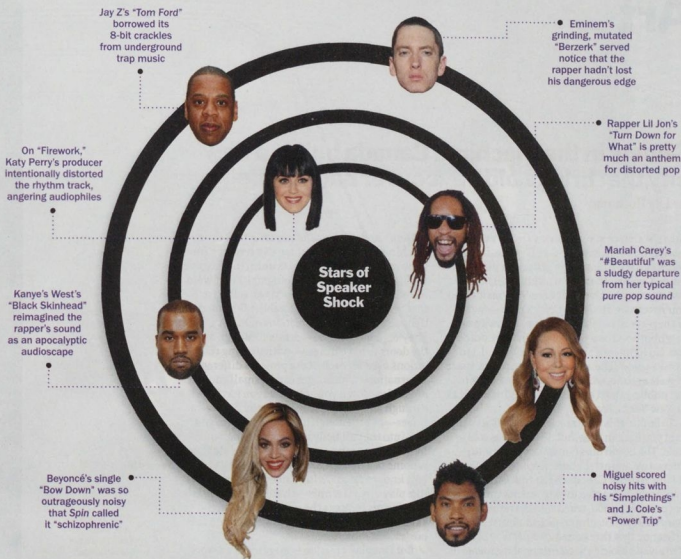 Jay Z's "Tom Ford"
borrowed its
8-bit crackles
from underground
trap music
Eminem's
grinding, mutated
"Berzerk" served
notice that the
rapper hadn't lost
his dangerous edge
On "Firework,"
Katy Perry's producer
intentionally distorted
the rhythm track,
angering audiophiles
Rapper Lil Jon's
"Turn Down for
What" is pretty
much an anthem
for distorted pop
Stars of
Speaker
Shock
Kanye's West's
"Black Skinhead"
reimagined the
rapper's sound
as an apocalyptic
audioscape
Mariah Carey's
"#Beautiful" was
a sludgy departure
from her typical
pure pop sound
Beyoncé's single
"Bow Down" was so
outrageously noisy
that Spin called
it "schizophrenic"
Miguel scored
noisy hits with
his "Simplethings"
and J. Cole's
"Power Trip"